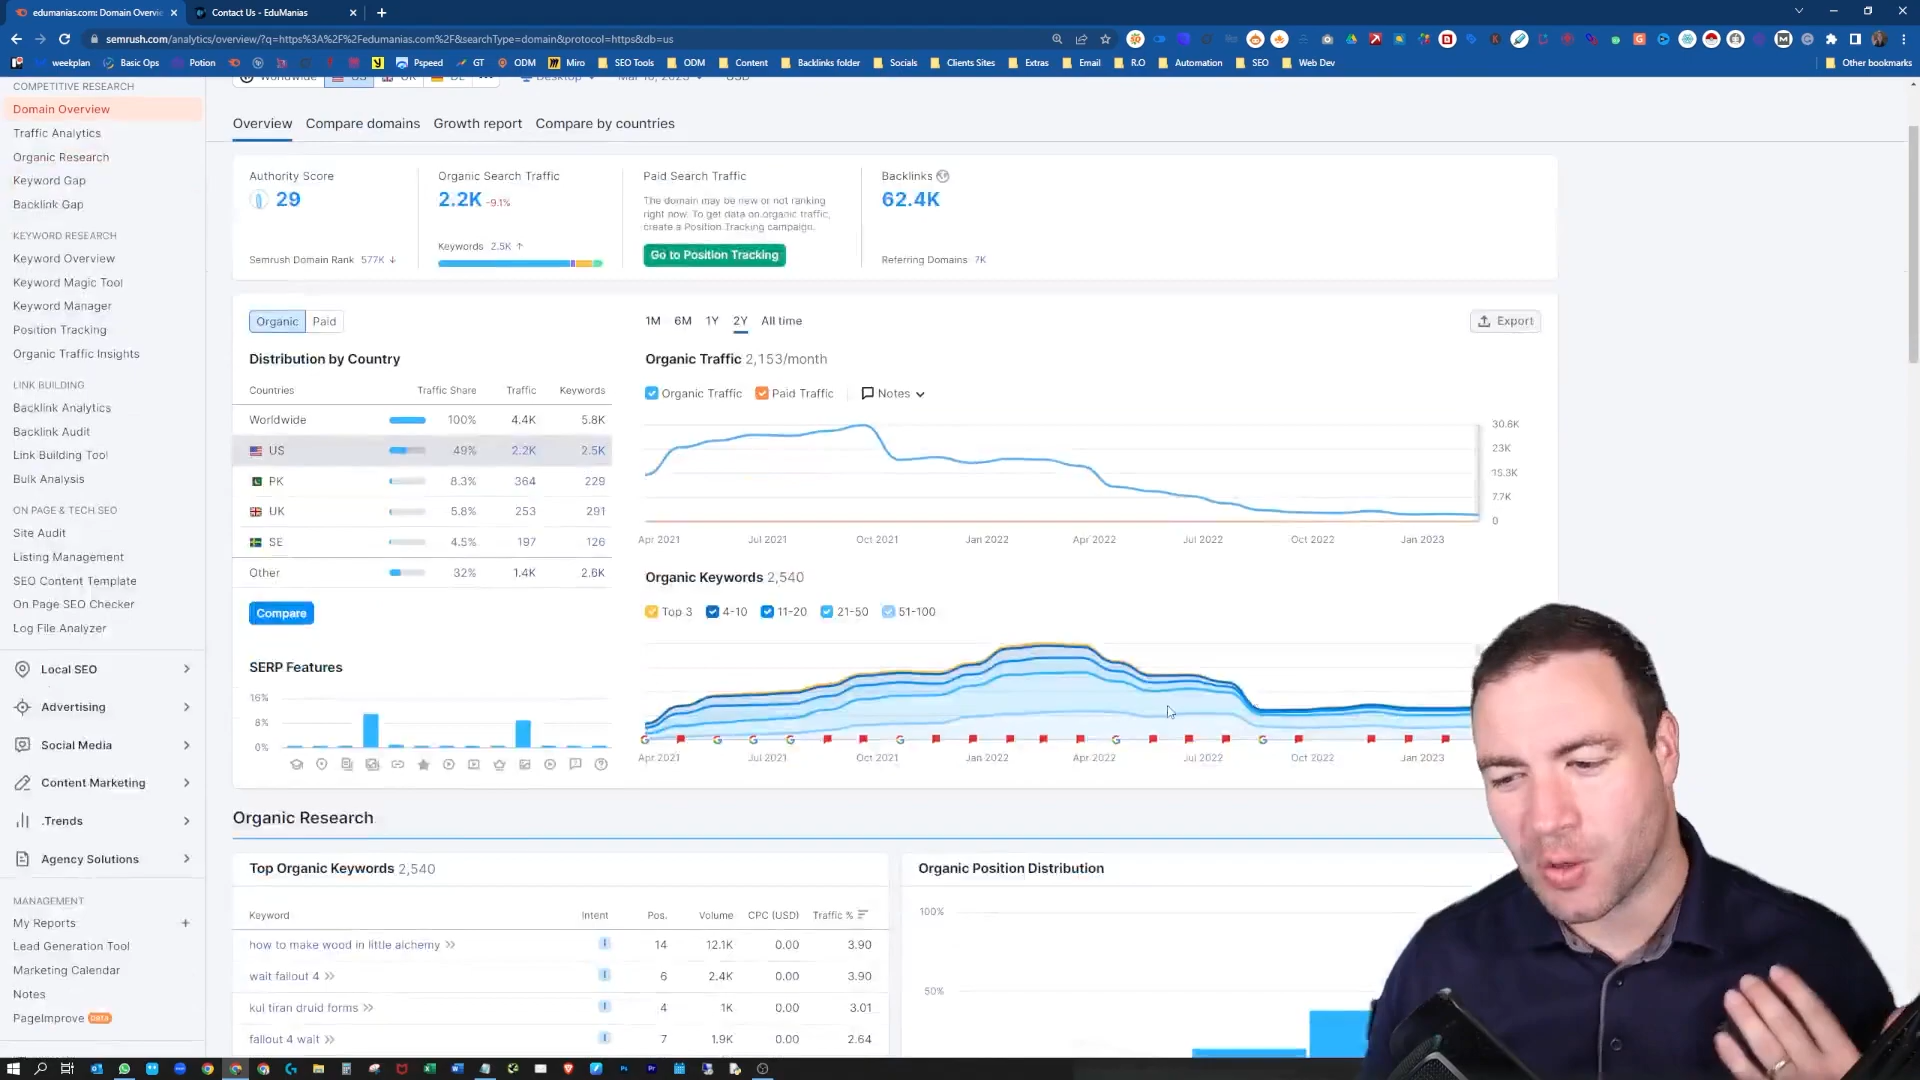 edumanias.com: Domain Overvie
Contact Us - EduManias
semrush.com/analytics/overview/?q=https%3A%2F%2Fedumanias.com%2F&searchType=domain&protocol=https&db=us
weekplan Basic Ops Potion Pspeed GT ODM Miro SEO Tools ODM Content Backlinks folder Socials Clients Sites Extras Email R.O Automation SEO Web Dev Other bookmarks
COMPETITIVE RESEARCH
Domain Overview
Traffic Analytics
Organic Research
Keyword Gap
Backlink Gap
KEYWORD RESEARCH
Keyword Overview
Keyword Magic Tool
Keyword Manager
Position Tracking
Organic Traffic Insights
LINK BUILDING
Backlink Analytics
Backlink Audit
Link Building Tool
Bulk Analysis
ON PAGE & TECH SEO
Site Audit
Listing Management
SEO Content Template
On Page SEO Checker
Log File Analyzer
Local SEO
Advertising
Social Media
Content Marketing
.Trends
Agency Solutions
MANAGEMENT
My Reports +
Lead Generation Tool
Marketing Calendar
Notes
PageImprove BETA
Worldwide US UK DE Desktop Mar 10, 2023 USD
Overview Compare domains Growth report Compare by countries
Authority Score
29
Semrush Domain Rank 577K ↓
Organic Search Traffic
2.2K -9.1%
Keywords 2.5K ↑
Paid Search Traffic
The domain may be new or not ranking
right now. To get data on organic traffic,
create a Position Tracking campaign.
Go to Position Tracking
Backlinks
62.4K
Referring Domains 7K
Organic Paid
Distribution by Country
Countries Traffic Share Traffic Keywords
Worldwide 100% 4.4K 5.8K
US 49% 2.2K 2.5K
PK 8.3% 364 229
UK 5.8% 253 291
SE 4.5% 197 126
Other 32% 1.4K 2.6K
Compare
SERP Features
16%
8%
0%
1M 6M 1Y 2Y All time
Export
Organic Traffic 2,153/month
Organic Traffic Paid Traffic Notes
30.6K
23K
15.3K
7.7K
0
Apr 2021 Jul 2021 Oct 2021 Jan 2022 Apr 2022 Jul 2022 Oct 2022 Jan 2023
Organic Keywords 2,540
Top 3 4-10 11-20 21-50 51-100
Apr 2021 Jul 2021 Oct 2021 Jan 2022 Apr 2022 Jul 2022 Oct 2022 Jan 2023
Organic Research
Top Organic Keywords 2,540
Keyword Intent Pos. Volume CPC (USD) Traffic %
how to make wood in little alchemy >> I 14 12.1K 0.00 3.90
wait fallout 4 >> I 6 2.4K 0.00 3.90
kul tiran druid forms >> I 4 1K 0.00 3.01
fallout 4 wait >> I 7 1.9K 0.00 2.64
Organic Position Distribution
100%
50%